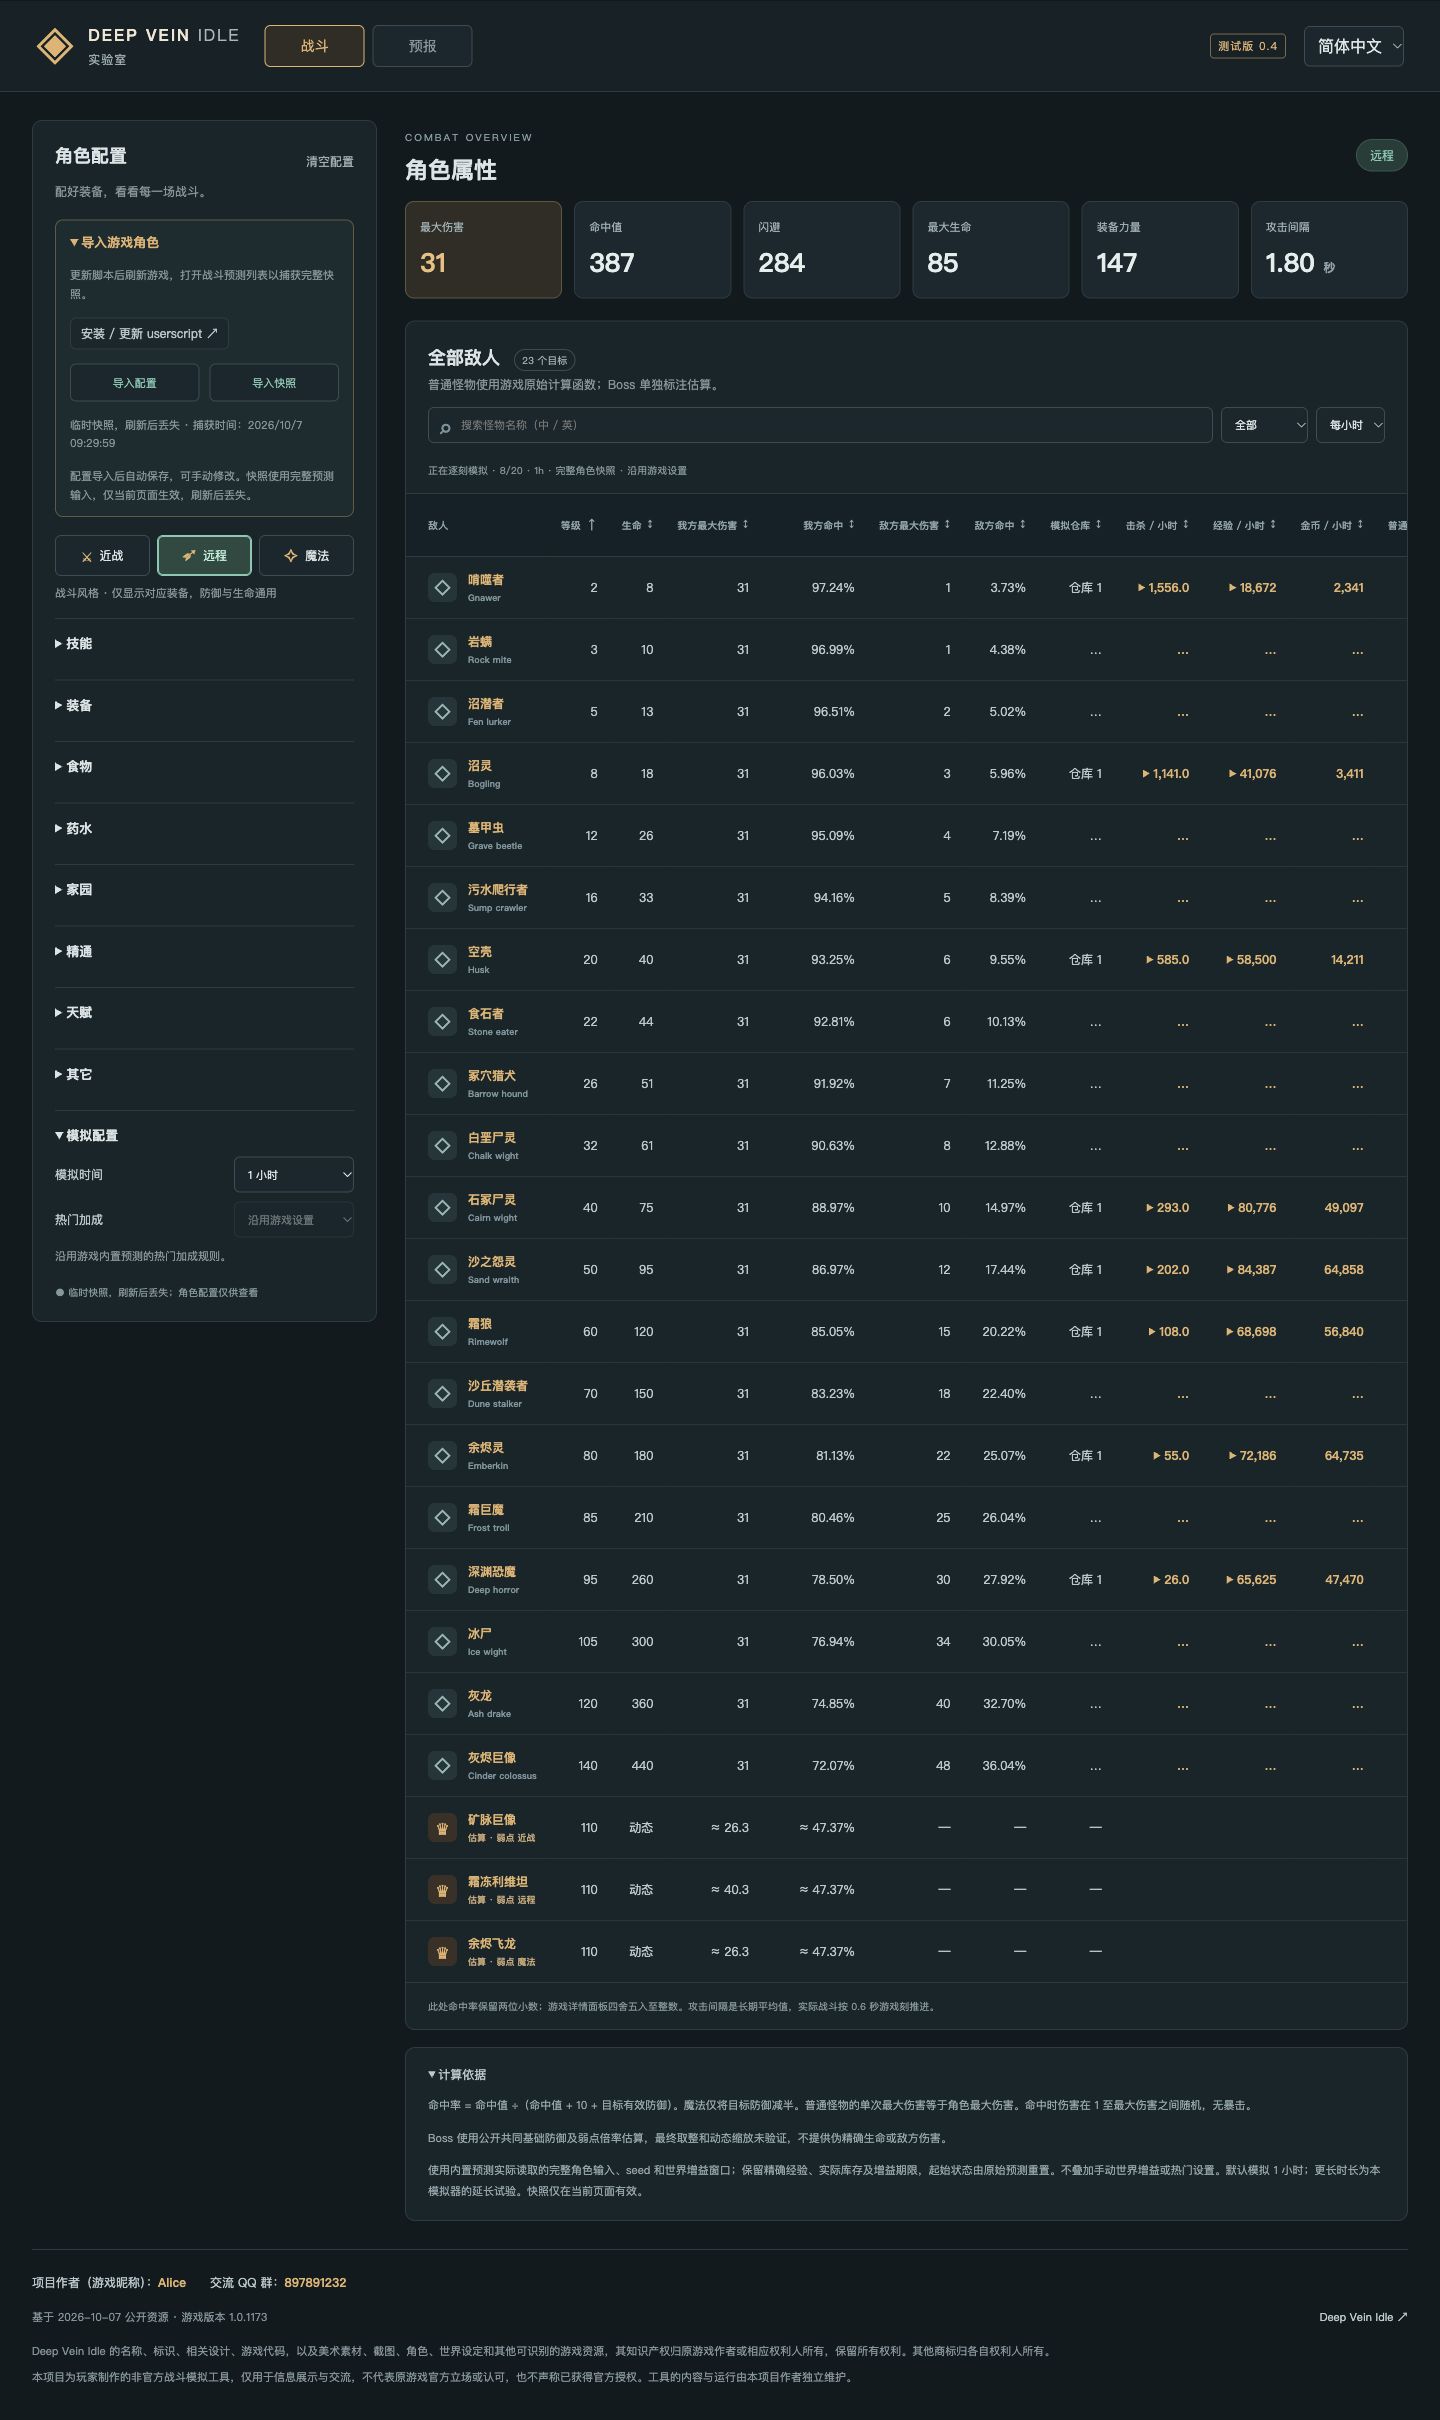 DEEP VEIN IDLE
实验室
战斗
预报
测试版 0.4
简体中文
角色配置
清空配置
配好装备，看看每一场战斗。
▼导入游戏角色
更新脚本后刷新游戏，打开战斗预测列表以捕获完整快
照。
安装 / 更新 userscript ↗
导入配置
导入快照
临时快照，刷新后丢失 · 捕获时间：2026/10/7
09:29:59
配置导入后自动保存，可手动修改。快照使用完整预测
输入，仅当前页面生效，刷新后丢失。
近战
远程
魔法
战斗风格 · 仅显示对应装备，防御与生命通用
▶技能
▶装备
▶食物
▶药水
▶家园
▶精通
▶天赋
▶其它
▼模拟配置
模拟时间 1 小时
热门加成 沿用游戏设置
沿用游戏内置预测的热门加成规则。
● 临时快照，刷新后丢失；角色配置仅供查看
COMBAT OVERVIEW
角色属性
远程
最大伤害 31
命中值 387
闪避 284
最大生命 85
装备力量 147
攻击间隔 1.80 秒
全部敌人 23 个目标
普通怪物使用游戏原始计算函数；Boss 单独标注估算。
搜索怪物名称（中 / 英）
全部
每小时
正在逐刻模拟 · 8/20 · 1h · 完整角色快照 · 沿用游戏设置
敌人 等级 ↑ 生命 ↕ 我方最大伤害 ↕ 我方命中 ↕ 敌方最大伤害 ↕ 敌方命中 ↕ 模拟仓库 ↕ 击杀 / 小时 ↕ 经验 / 小时 ↕ 金币 / 小时 ↕ 普通
啃噬者 2 8 31 97.24% 1 3.73% 仓库 1 ▶ 1,556.0 ▶ 18,672 2,341
Gnawer
岩螨 3 10 31 96.99% 1 4.38% ... ... ... ...
Rock mite
沼潜者 5 13 31 96.51% 2 5.02% ... ... ... ...
Fen lurker
沼灵 8 18 31 96.03% 3 5.96% 仓库 1 ▶ 1,141.0 ▶ 41,076 3,411
Bogling
墓甲虫 12 26 31 95.09% 4 7.19% ... ... ... ...
Grave beetle
污水爬行者 16 33 31 94.16% 5 8.39% ... ... ... ...
Sump crawler
空壳 20 40 31 93.25% 6 9.55% 仓库 1 ▶ 585.0 ▶ 58,500 14,211
Husk
食石者 22 44 31 92.81% 6 10.13% ... ... ... ...
Stone eater
冢穴猎犬 26 51 31 91.92% 7 11.25% ... ... ... ...
Barrow hound
白垩尸灵 32 61 31 90.63% 8 12.88% ... ... ... ...
Chalk wight
石冢尸灵 40 75 31 88.97% 10 14.97% 仓库 1 ▶ 293.0 ▶ 80,776 49,097
Cairn wight
沙之怨灵 50 95 31 86.97% 12 17.44% 仓库 1 ▶ 202.0 ▶ 84,387 64,858
Sand wraith
霜狼 60 120 31 85.05% 15 20.22% 仓库 1 ▶ 108.0 ▶ 68,698 56,840
Rimewolf
沙丘潜袭者 70 150 31 83.23% 18 22.40% ... ... ... ...
Dune stalker
余烬灵 80 180 31 81.13% 22 25.07% 仓库 1 ▶ 55.0 ▶ 72,186 64,735
Emberkin
霜巨魔 85 210 31 80.46% 25 26.04% ... ... ... ...
Frost troll
深渊恐魔 95 260 31 78.50% 30 27.92% 仓库 1 ▶ 26.0 ▶ 65,625 47,470
Deep horror
冰尸 105 300 31 76.94% 34 30.05% ... ... ... ...
Ice wight
灰龙 120 360 31 74.85% 40 32.70% ... ... ... ...
Ash drake
灰烬巨像 140 440 31 72.07% 48 36.04% ... ... ... ...
Cinder colossus
矿脉巨像 110 动态 ≈ 26.3 ≈ 47.37% — — —
估算 · 弱点 近战
霜冻利维坦 110 动态 ≈ 40.3 ≈ 47.37% — — —
估算 · 弱点 远程
余烬飞龙 110 动态 ≈ 26.3 ≈ 47.37% — — —
估算 · 弱点 魔法
此处命中率保留两位小数；游戏详情面板四舍五入至整数。攻击间隔是长期平均值，实际战斗按 0.6 秒游戏刻推进。
▼计算依据
命中率 = 命中值 ÷（命中值 + 10 + 目标有效防御）。魔法仅将目标防御减半。普通怪物的单次最大伤害等于角色最大伤害。命中时伤害在 1 至最大伤害之间随机，无暴击。
Boss 使用公开共同基础防御及弱点倍率估算，最终取整和动态缩放未验证，不提供伪精确生命或敌方伤害。
使用内置预测实际读取的完整角色输入、seed 和世界增益窗口；保留精确经验、实际库存及增益期限，起始状态由原始预测重置。不叠加手动世界增益或热门设置。默认模拟 1 小时；更长时长为本
模拟器的延长试验。快照仅在当前页面有效。
项目作者（游戏昵称）：Alice 交流 QQ 群：897891232
基于 2026-10-07 公开资源 · 游戏版本 1.0.1173
Deep Vein Idle ↗
Deep Vein Idle 的名称、标识、相关设计、游戏代码，以及美术素材、截图、角色、世界设定和其他可识别的游戏资源，其知识产权归原游戏作者或相应权利人所有，保留所有权利。其他商标归各自权利人所有。
本项目为玩家制作的非官方战斗模拟工具，仅用于信息展示与交流，不代表原游戏官方立场或认可，也不声称已获得官方授权。工具的内容与运行由本项目作者独立维护。